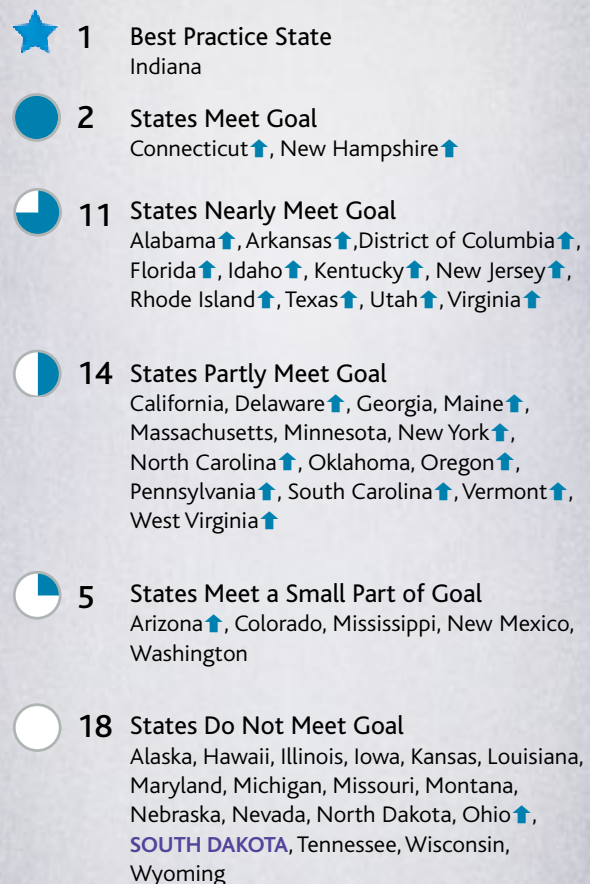 1 Best Practice State
Indiana
2 States Meet Goal
Connecticut⬆, New Hampshire⬆
11 States Nearly Meet Goal
Alabama⬆, Arkansas⬆,District of Columbia⬆,
Florida⬆, Idaho⬆, Kentucky⬆, New Jersey⬆,
Rhode Island⬆, Texas⬆, Utah⬆, Virginia⬆
14 States Partly Meet Goal
California, Delaware⬆, Georgia, Maine⬆,
Massachusetts, Minnesota, New York⬆,
North Carolina⬆, Oklahoma, Oregon⬆,
Pennsylvania⬆, South Carolina⬆, Vermont⬆,
West Virginia⬆
5 States Meet a Small Part of Goal
Arizona⬆, Colorado, Mississippi, New Mexico,
Washington
18 States Do Not Meet Goal
Alaska, Hawaii, Illinois, Iowa, Kansas, Louisiana,
Maryland, Michigan, Missouri, Montana,
Nebraska, Nevada, North Dakota, Ohio⬆,
SOUTH DAKOTA, Tennessee, Wisconsin,
Wyoming